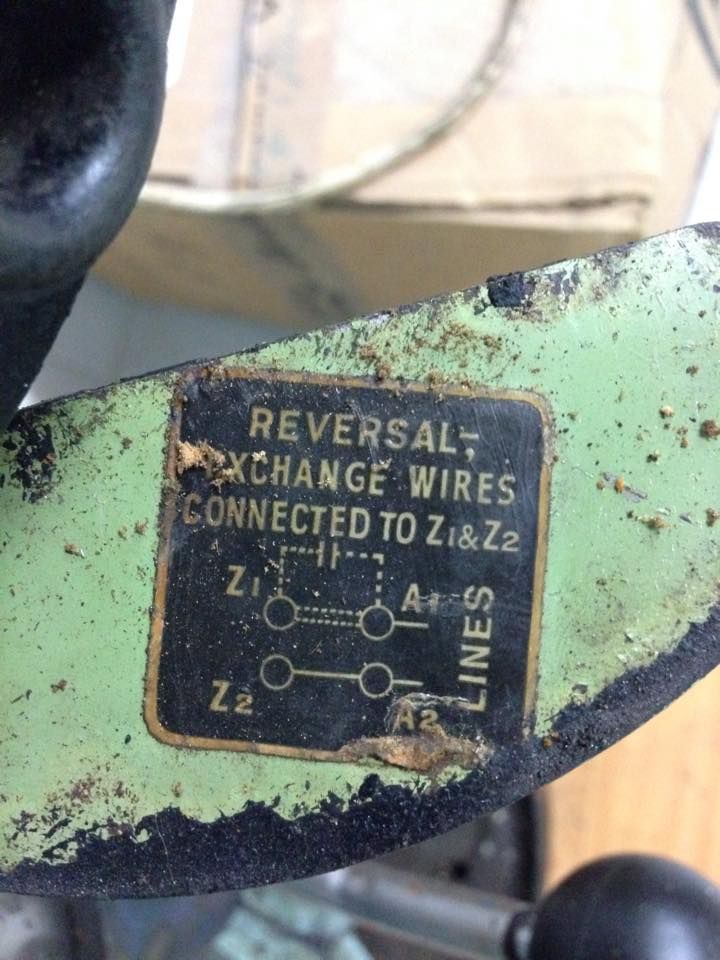 REVERSAL;-
EXCHANGE WIRES
CONNECTED TO Z1&Z2
Z1
A1
LINES
Z2
A2